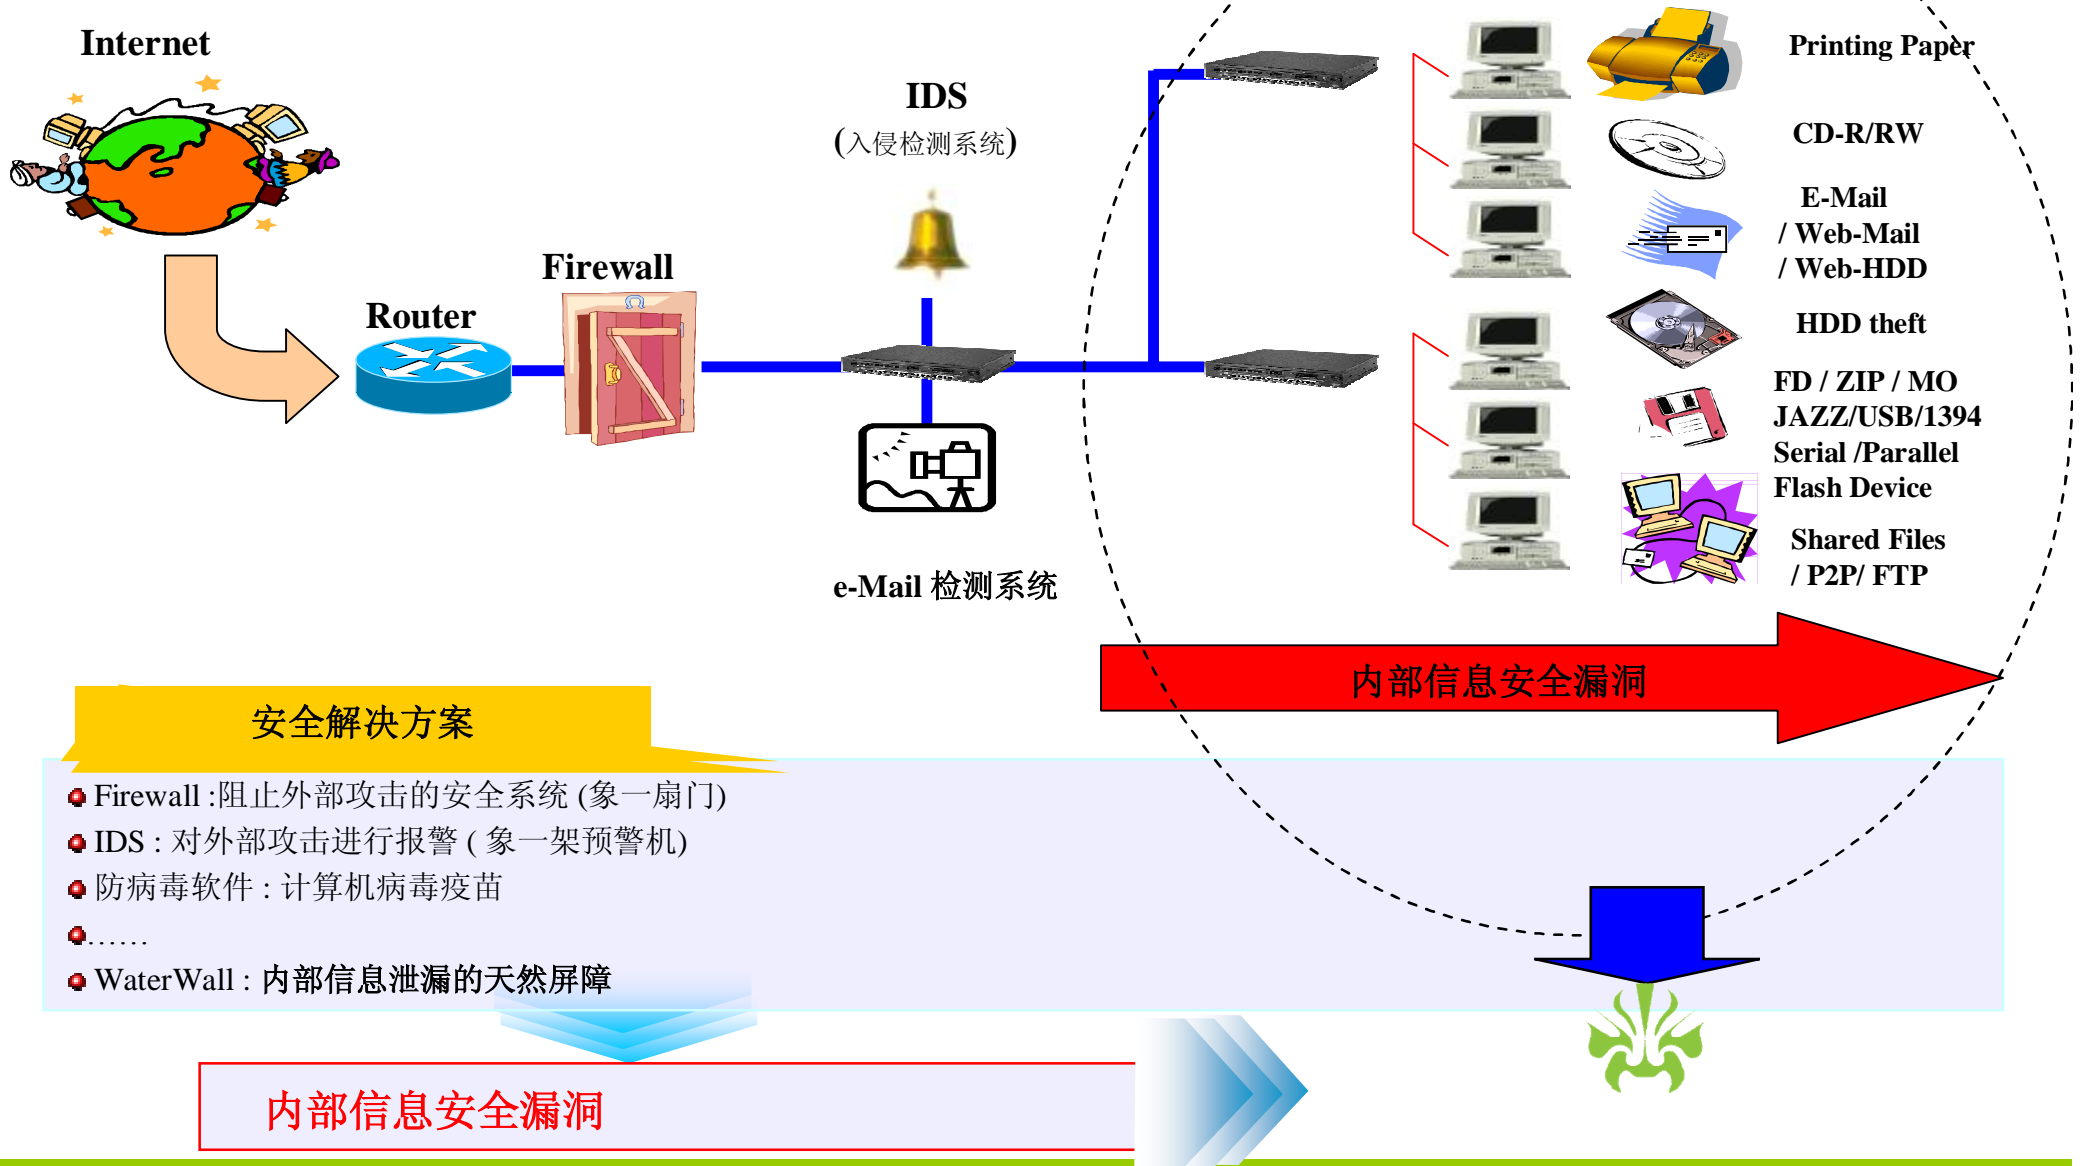 Internet
IDS
(入侵检测系统)
Firewall
Router
e-Mail 检测系统
Printing Paper
CD-R/RW
E-Mail
/ Web-Mail
/ Web-HDD
HDD theft
FD / ZIP / MO
JAZZ/USB/1394
Serial /Parallel
Flash Device
Shared Files
/ P2P/ FTP
内部信息安全漏洞
安全解决方案
Firewall :阻止外部攻击的安全系统 (象一扇门)
IDS : 对外部攻击进行报警 ( 象一架预警机)
防病毒软件 : 计算机病毒疫苗
……
WaterWall : 内部信息泄漏的天然屏障
内部信息安全漏洞